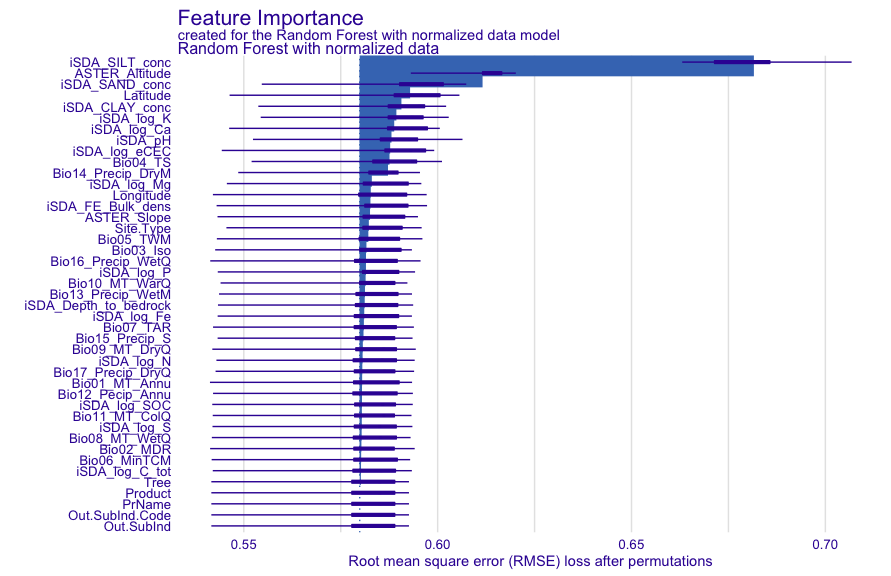 Feature Importance
created for the Random Forest with normalized data model
Random Forest with normalized data
iSDA_SILT_conc
ASTER_Altitude
iSDA_SAND_conc
Latitude
iSDA_CLAY_conc
iSDA_log_K
iSDA_log_Ca
iSDA_pH
iSDA_log_eCEC
Bio04_TS
Bio14_Precip_DryM
iSDA_log_Mg
Longitude
iSDA_FE_Bulk_dens
ASTER_Slope
Site.Type
Bio05_TWM
Bio03_Iso
Bio16_Precip_WetQ
iSDA_log_P
Bio10_MT_WarQ
Bio13_Precip_WetM
iSDA_Depth_to_bedrock
iSDA_log_Fe
Bio07_TAR
Bio15_Precip_S
Bio09_MT_DryQ
iSDA_log_N
Bio17_Precip_DryQ
Bio01_MT_Annu
Bio12_Pecip_Annu
iSDA_log_SOC
Bio11_MT_ColQ
iSDA_log_S
Bio08_MT_WetQ
Bio02_MDR
Bio06_MinTCM
iSDA_log_C_tot
Tree
Product
PrName
Out.SubInd.Code
Out.SubInd
0.55 0.60 0.65 0.70
Root mean square error (RMSE) loss after permutations